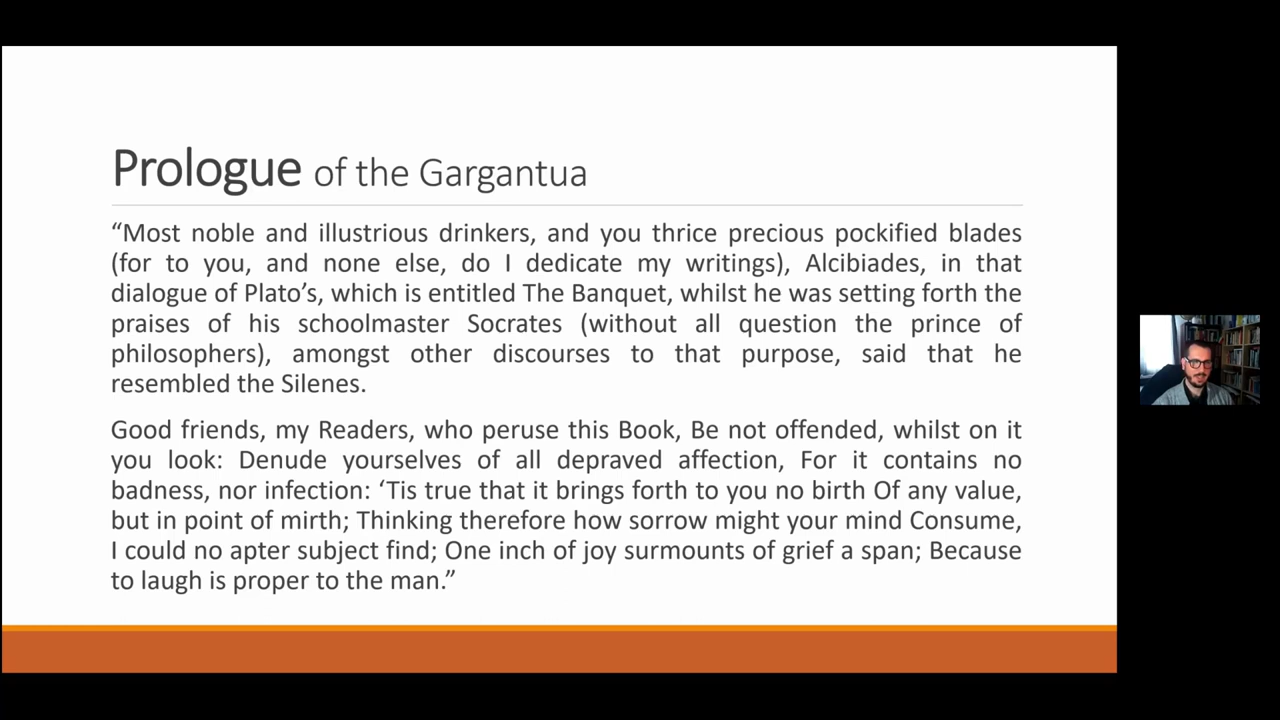 Prologue of the Gargantua
“Most noble and illustrious drinkers, and you thrice precious pockified blades
(for to you, and none else, do I dedicate my writings), Alcibiades, in that
dialogue of Plato’s, which is entitled The Banquet, whilst he was setting forth the
praises of his schoolmaster Socrates (without all question the prince of
philosophers), amongst other discourses to that purpose, said that he
resembled the Silenes.
Good friends, my Readers, who peruse this Book, Be not offended, whilst on it
you look: Denude yourselves of all depraved affection, For it contains no
badness, nor infection: ‘Tis true that it brings forth to you no birth Of any value,
but in point of mirth; Thinking therefore how sorrow might your mind Consume,
I could no apter subject find; One inch of joy surmounts of grief a span; Because
to laugh is proper to the man.”